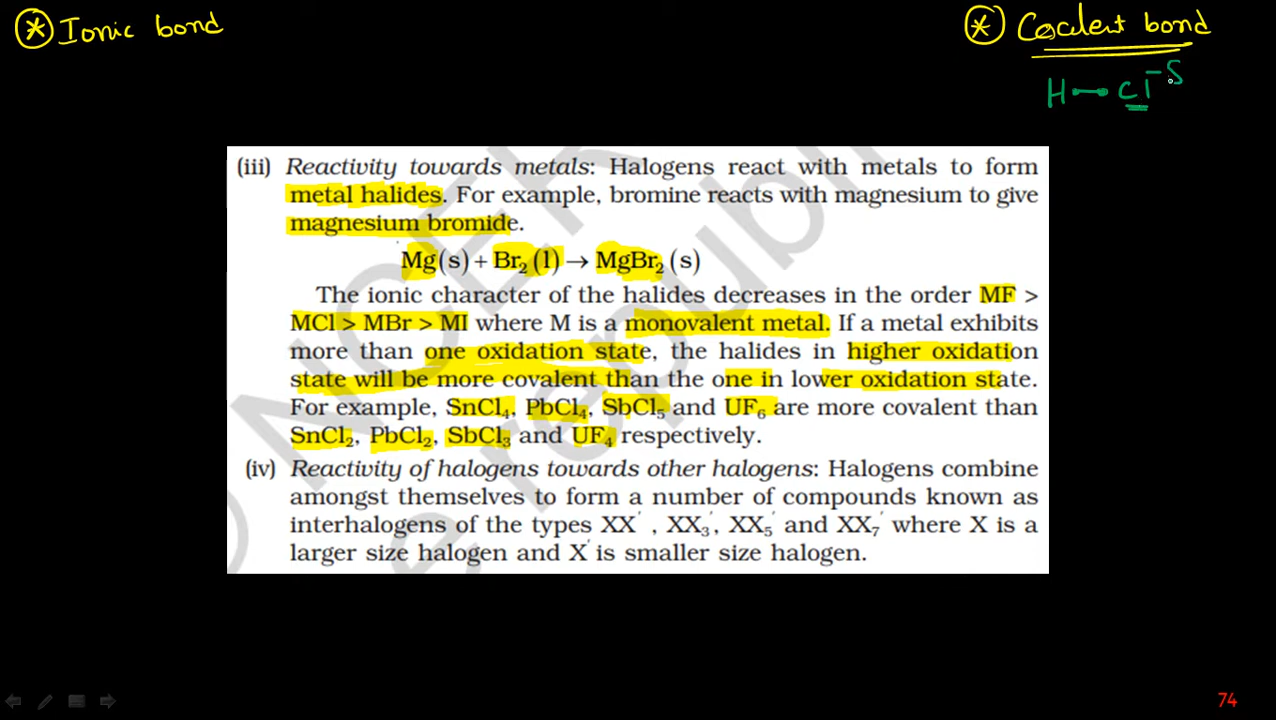 * Ionic bond
* Covalent bond
H Cl -δ
(iii) Reactivity towards metals: Halogens react with metals to form
metal halides. For example, bromine reacts with magnesium to give
magnesium bromide.
Mg(s) + Br₂(l) → MgBr₂(s)
The ionic character of the halides decreases in the order MF >
MCl > MBr > MI where M is a monovalent metal. If a metal exhibits
more than one oxidation state, the halides in higher oxidation
state will be more covalent than the one in lower oxidation state.
For example, SnCl₄, PbCl₄, SbCl₅ and UF₆ are more covalent than
SnCl₂, PbCl₂, SbCl₃ and UF₄ respectively.
(iv) Reactivity of halogens towards other halogens: Halogens combine
amongst themselves to form a number of compounds known as
interhalogens of the types XX′, XX₃′, XX₅′ and XX₇′ where X is a
larger size halogen and X′ is smaller size halogen.
74